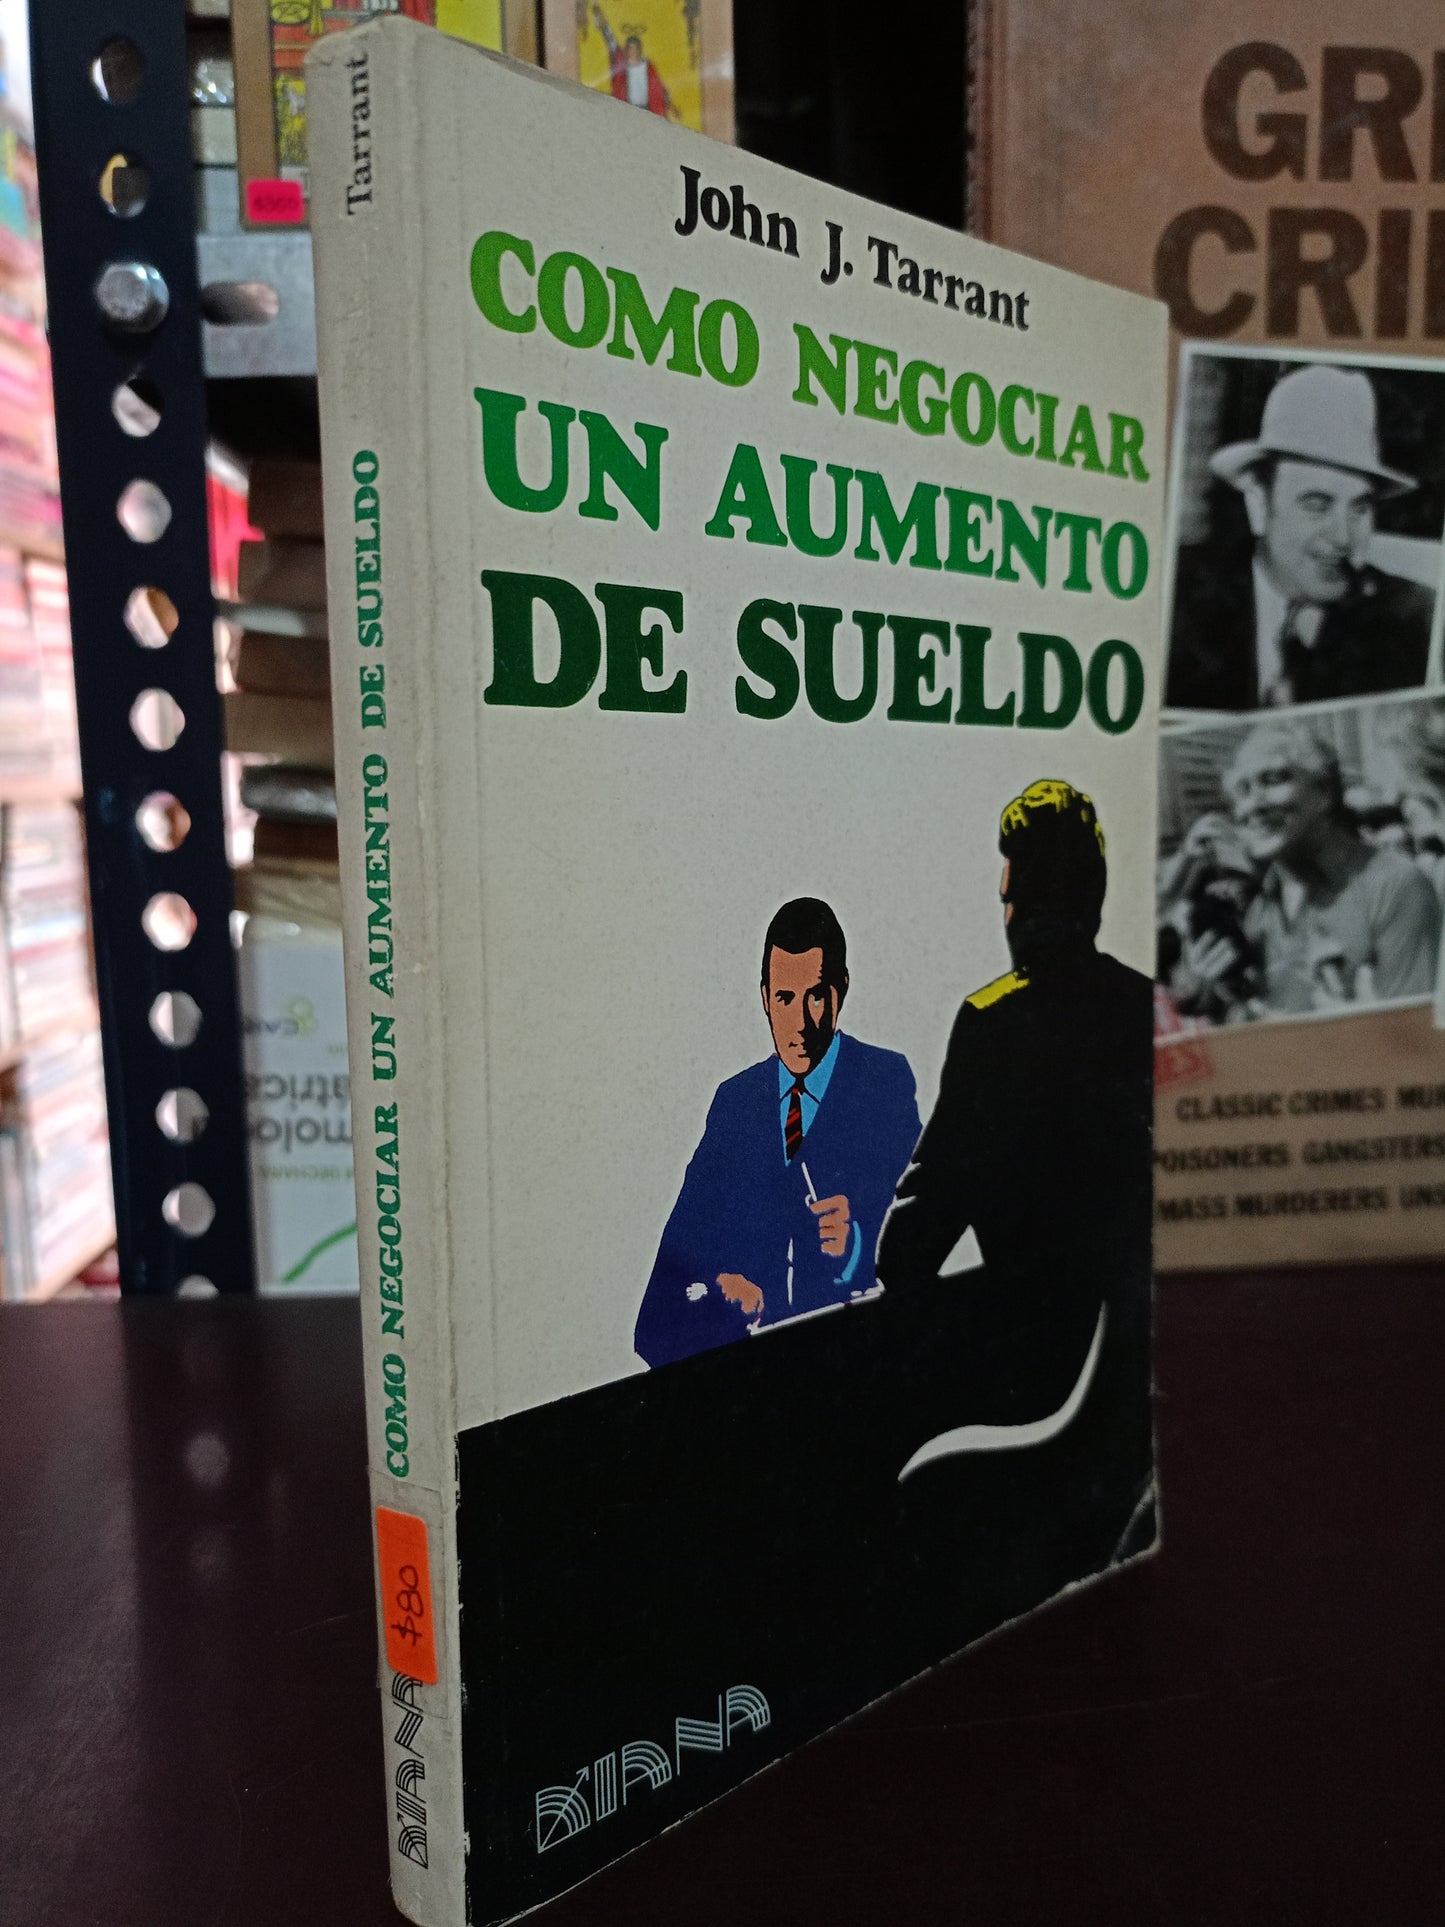 Tarrant
COMO NEGOCIAR UN AUMENTO DE SUELDO
$80
DIANA
John J. Tarrant
COMO NEGOCIAR
UN AUMENTO
DE SUELDO
DIANA
CLASSIC CRIMES
POISONERS GANGSTERS
MASS MURDERERS